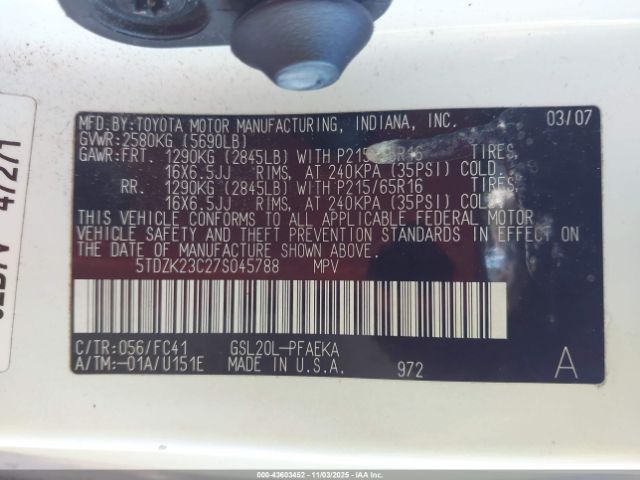 MFD.BY:TOYOTA MOTOR MANUFACTURING, INDIANA, INC. 03/07
GVWR:2580KG (5690LB)
GAWR:FRT. 1290KG (2845LB) WITH P215 R16 TIRES,
16X6.5JJ RIMS, AT 240KPA (35PSI) COLD.
RR. 1290KG (2845LB) WITH P215/65R16 TIRES,
16X6.5JJ RIMS, AT 240KPA (35PSI) COLD.
THIS VEHICLE CONFORMS TO ALL APPLICABLE FEDERAL MOTOR
VEHICLE SAFETY, THEFT PREVENTION STANDARDS IN EFFECT ON
THE DATE OF MANUFACTURE SHOWN ABOVE.
5TDZK23C27S045788 MPV
C/TR:056/FC41 GSL20L-PFAEKA
A/TM:-01A/U151E MADE IN U.S.A. 972 A
47271
000-43603452 - 11/03/2025 - IAA Inc.